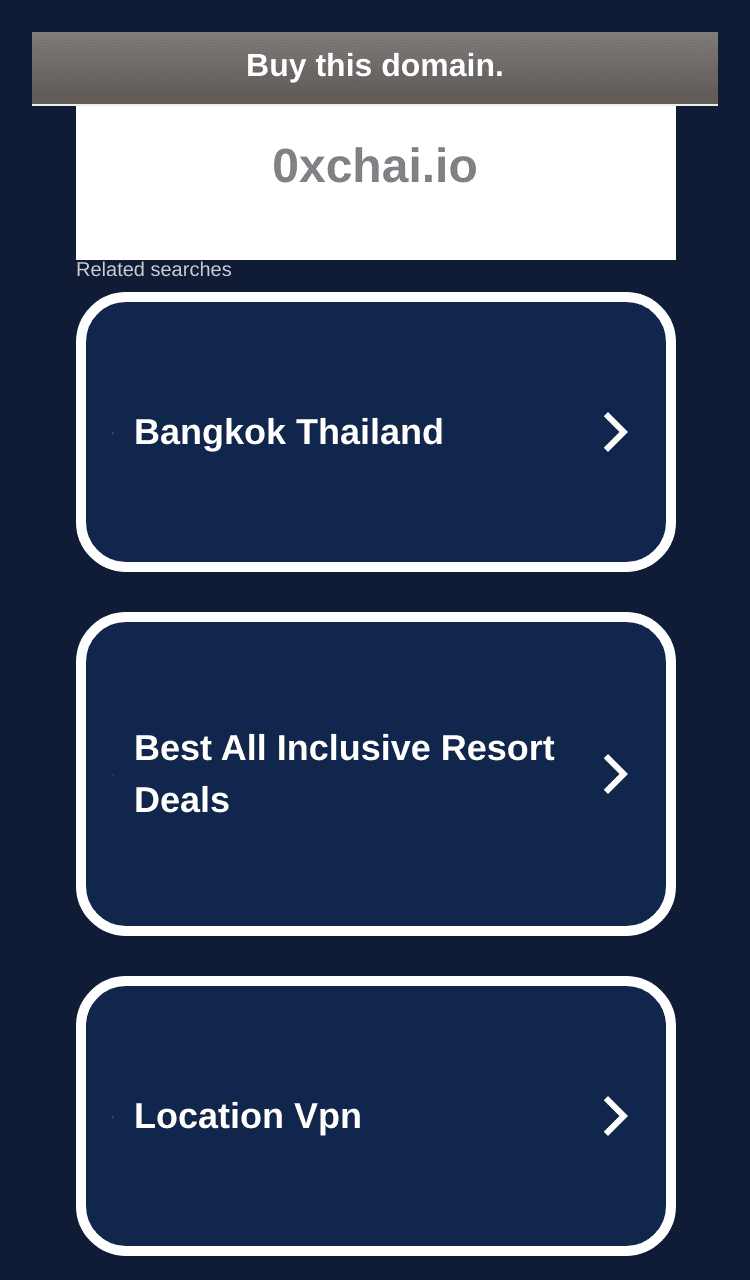 Buy this domain.
0xchai.io
Related searches
Bangkok Thailand
Best All Inclusive Resort
Deals
Location Vpn